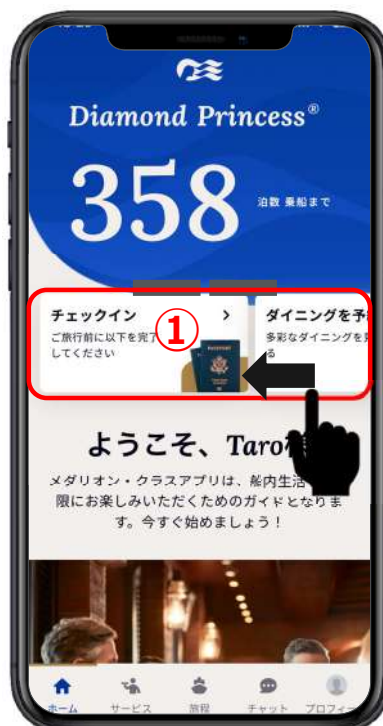 Diamond Princess®
358
泊数 乗船まで
チェックイン
ご旅行前に以下を完了
してください
①
ダイニングを予
多彩なダイニングを
る
ようこそ、Taro
メダリオン・クラスアプリは、船内生活
限にお楽しみいただくためのガイドとなりま
す。今すぐ始めましょう！
ホーム
サービス
旅程
チャット
プロフィー